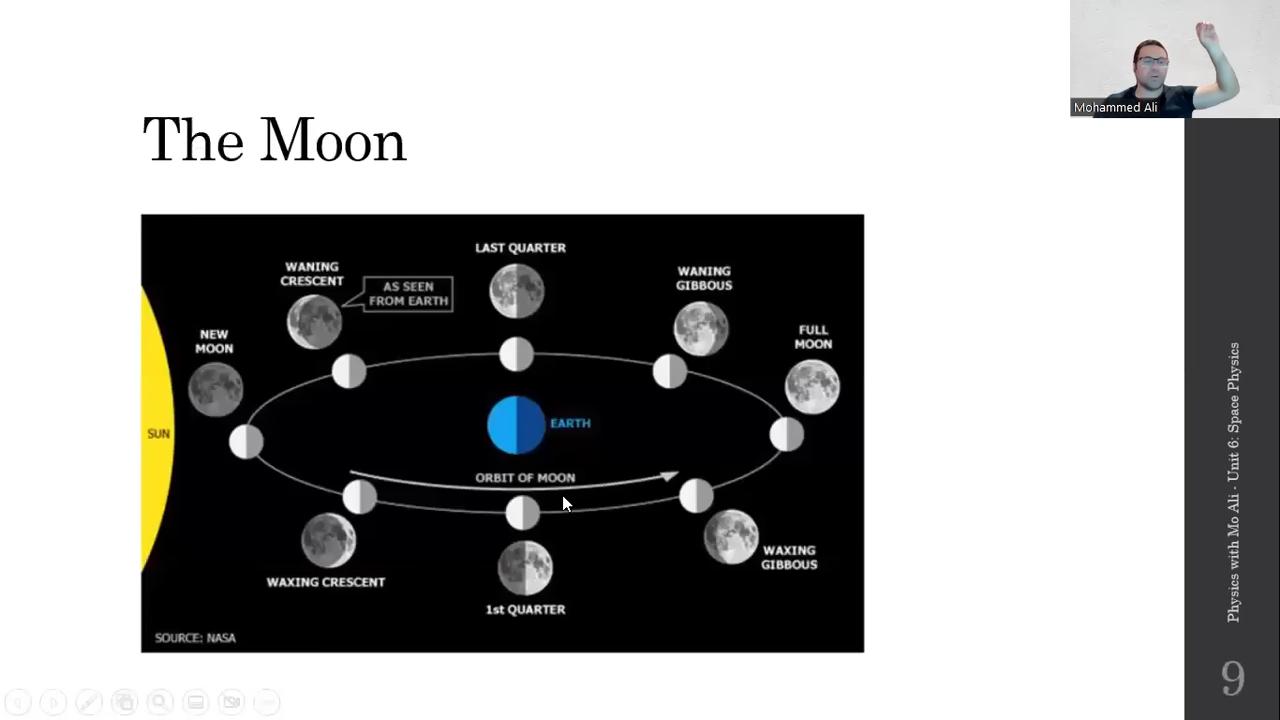 Mohammed Ali
The Moon
LAST QUARTER
WANING
CRESCENT
AS SEEN
FROM EARTH
WANING
GIBBOUS
NEW
MOON
FULL
MOON
SUN
EARTH
ORBIT OF MOON
WAXING CRESCENT
1st QUARTER
WAXING
GIBBOUS
SOURCE: NASA
Physics with Mo Ali - Unit 6: Space Physics
9